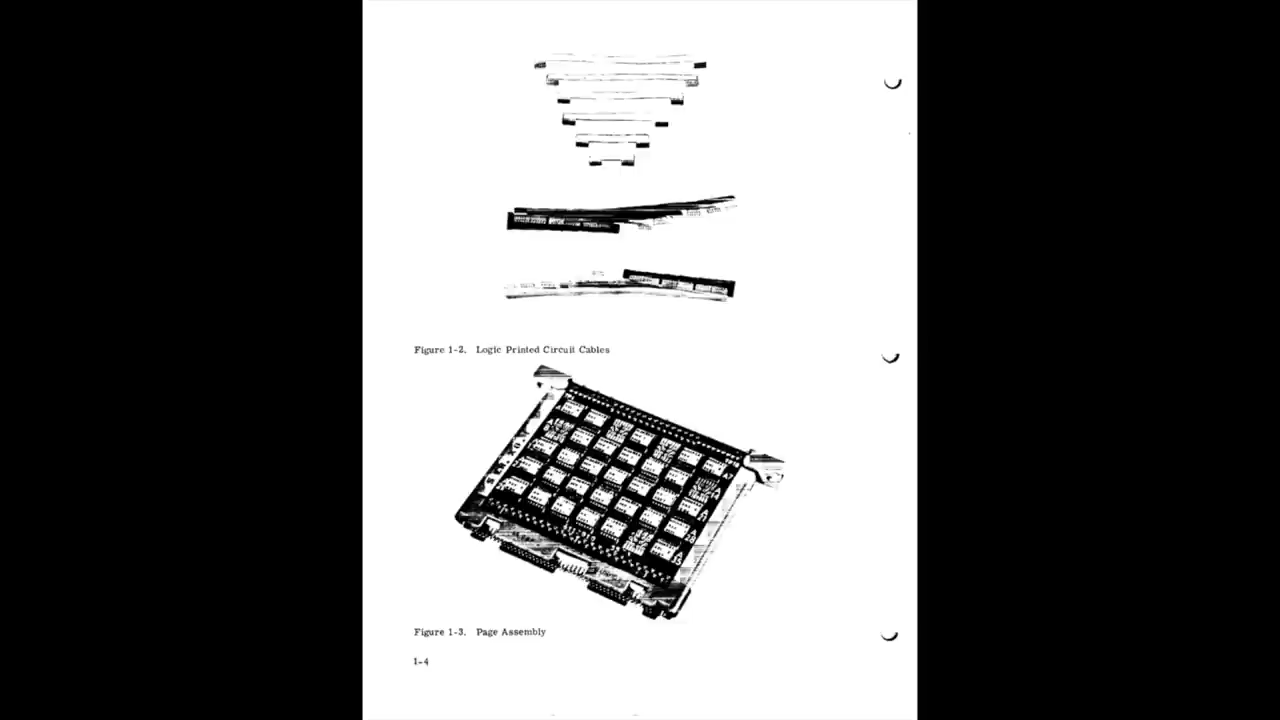 Figure 1-2. Logic Printed Circuit Cables
Figure 1-3. Page Assembly
1-4